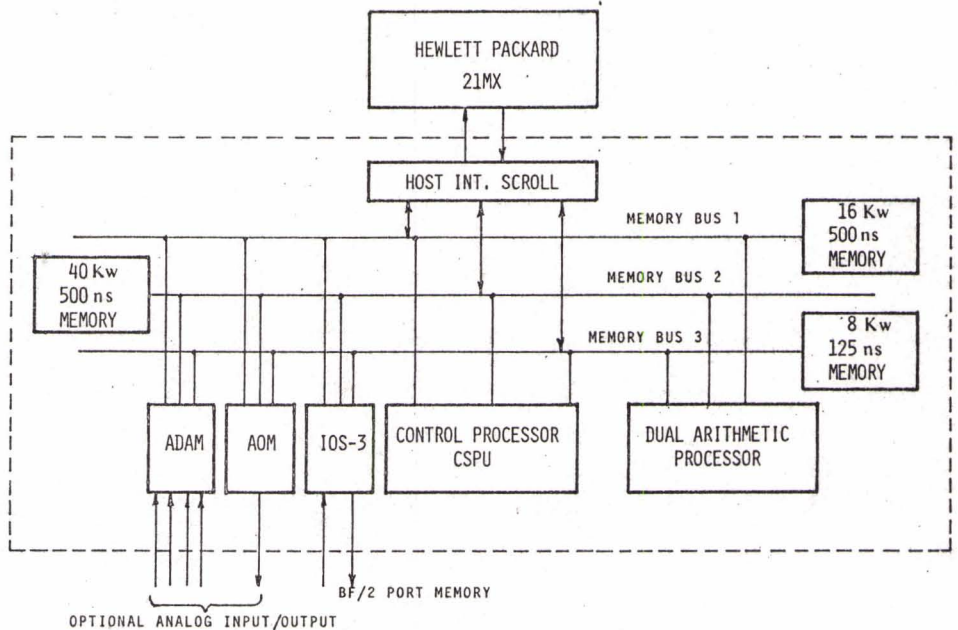 HEWLETT PACKARD
21MX
HOST INT. SCROLL
MEMORY BUS 1
16 Kw
500 ns
MEMORY
40 Kw
500 ns
MEMORY
MEMORY BUS 2
MEMORY BUS 3
8 Kw
125 ns
MEMORY
ADAM
AOM
IOS-3
CONTROL PROCESSOR
CSPU
DUAL ARITHMETIC
PROCESSOR
BF/2 PORT MEMORY
OPTIONAL ANALOG INPUT/OUTPUT